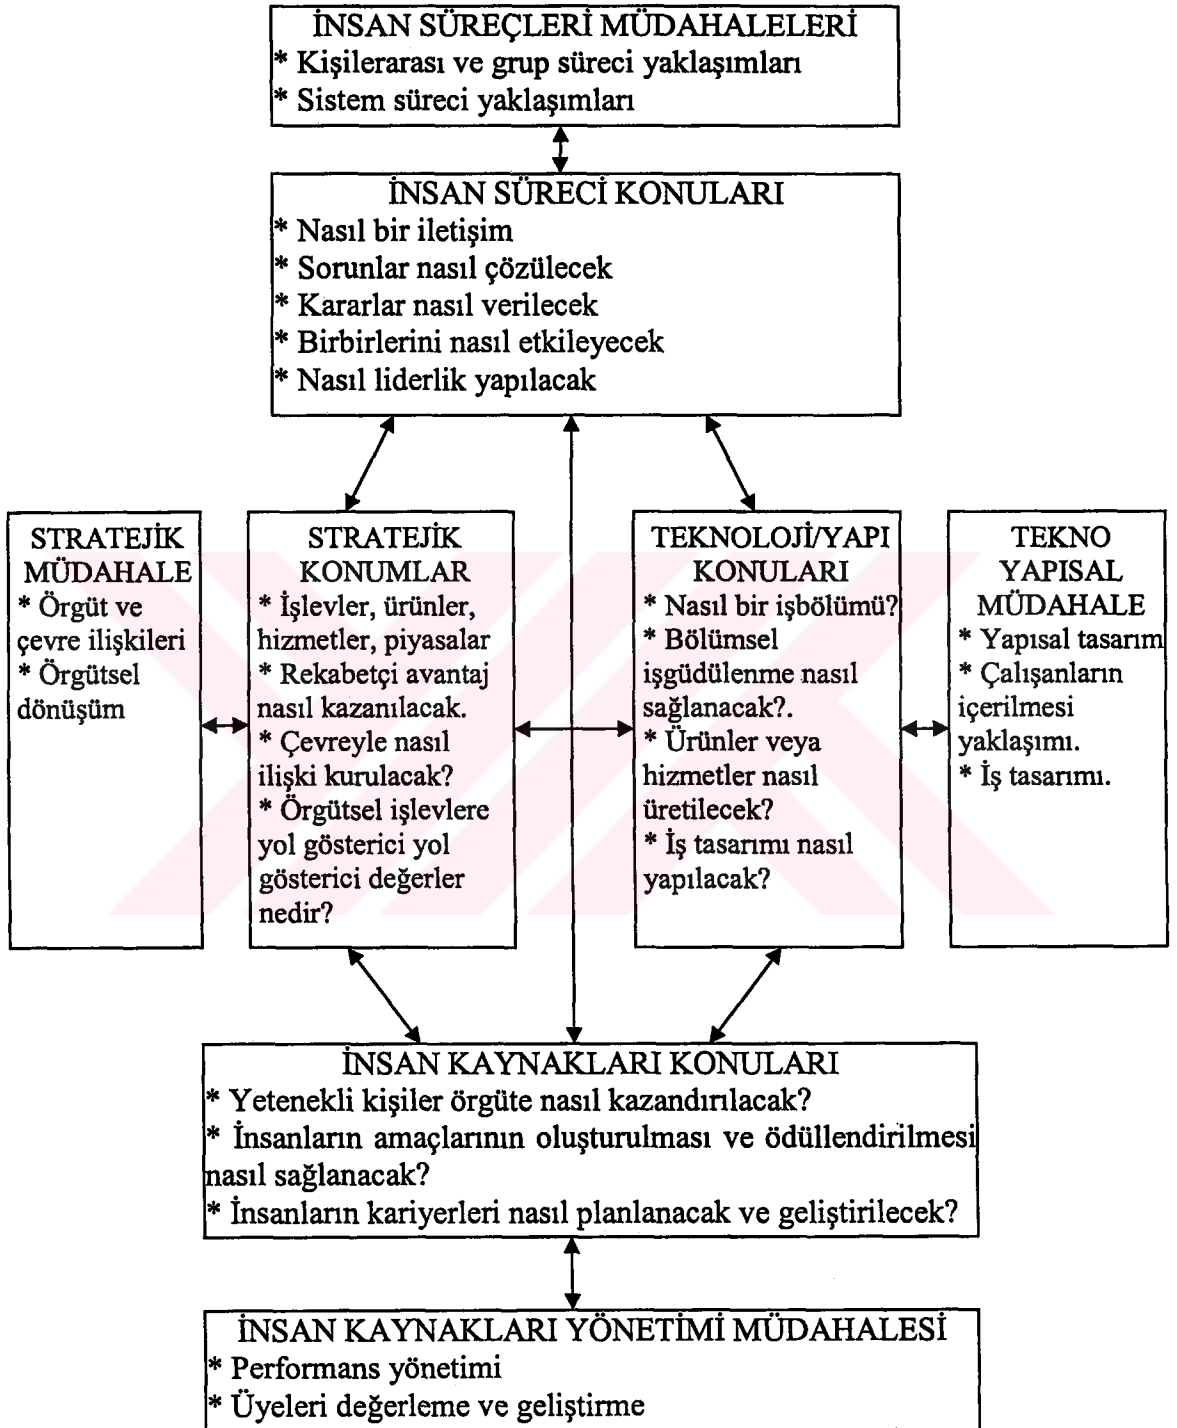 İNSAN SÜREÇLERİ MÜDAHALELERİ
* Kişilerarası ve grup süreci yaklaşımları
* Sistem süreci yaklaşımları
İNSAN SÜRECİ KONULARI
* Nasıl bir iletişim
* Sorunlar nasıl çözülecek
* Kararlar nasıl verilecek
* Birbirlerini nasıl etkileyecek
* Nasıl liderlik yapılacak
STRATEJİK
MÜDAHALE
* Örgüt ve
çevre ilişkileri
* Örgütsel
dönüşüm
STRATEJİK
KONUMLAR
* İşlevler, ürünler,
hizmetler, piyasalar
* Rekabetçi avantaj
nasıl kazanılacak.
* Çevreyle nasıl
ilişki kurulacak?
* Örgütsel işlevlere
yol gösterici yol
gösterici değerler
nedir?
TEKNOLOJİ/YAPI
KONULARI
* Nasıl bir işbölümü?
* Bölümsel
işgüdülenme nasıl
sağlanacak?.
* Ürünler veya
hizmetler nasıl
üretilecek?
* İş tasarımı nasıl
yapılacak?
TEKNO
YAPISAL
MÜDAHALE
* Yapısal tasarım
* Çalışanların
içerilmesi
yaklaşımı.
* İş tasarımı.
İNSAN KAYNAKLARI KONULARI
* Yetenekli kişiler örgüte nasıl kazandırılacak?
* İnsanların amaçlarının oluşturulması ve ödüllendirilmesi
nasıl sağlanacak?
* İnsanların kariyerleri nasıl planlanacak ve geliştirilecek?
İNSAN KAYNAKLARI YÖNETİMİ MÜDAHALESİ
* Performans yönetimi
* Üyeleri değerleme ve geliştirme